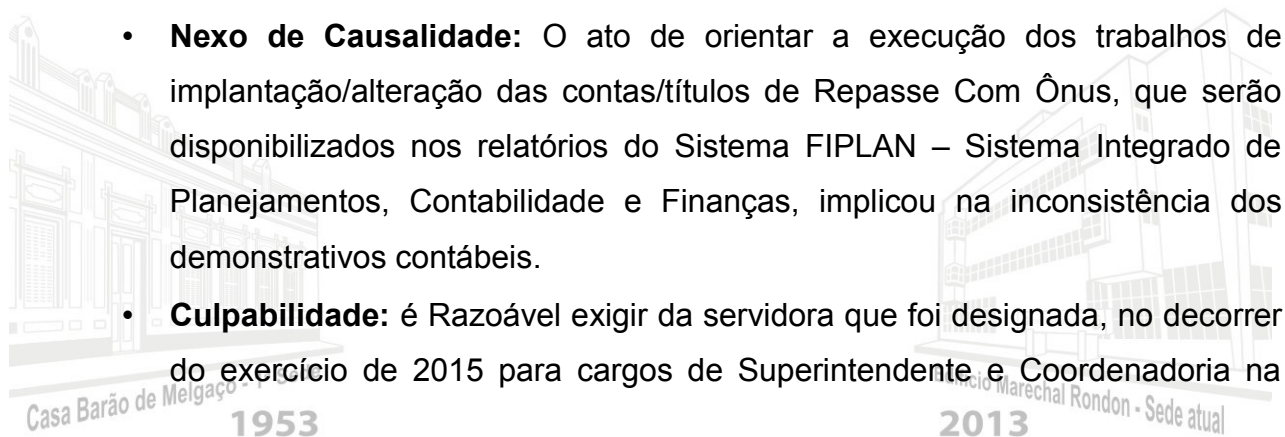 • Nexo de Causalidade: O ato de orientar a execução dos trabalhos de
implantação/alteração das contas/títulos de Repasse Com Ônus, que serão
disponibilizados nos relatórios do Sistema FIPLAN – Sistema Integrado de
Planejamentos, Contabilidade e Finanças, implicou na inconsistência dos
demonstrativos contábeis.
• Culpabilidade: é Razoável exigir da servidora que foi designada, no decorrer
do exercício de 2015 para cargos de Superintendente e Coordenadoria na
Casa Barão de Melgaço
1953
Marechal Rondon - Sede atual
2013